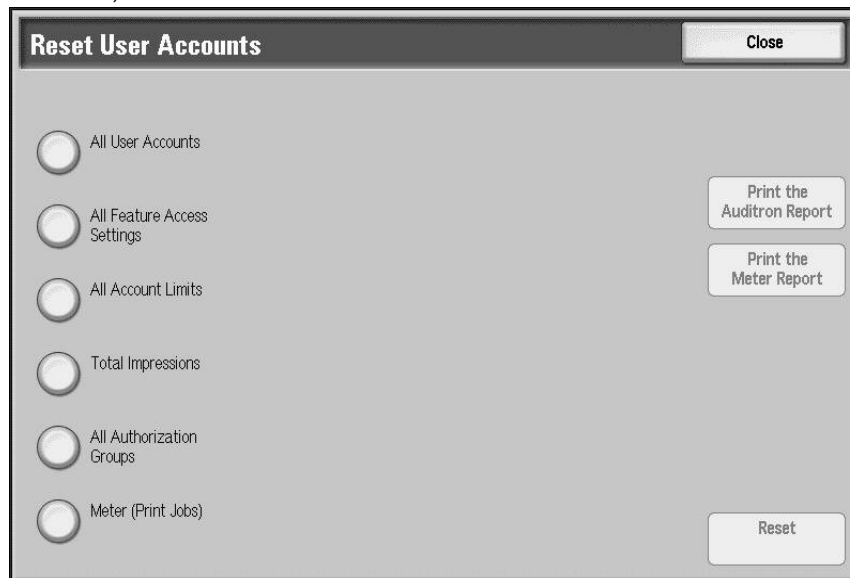 Reset User Accounts
Close
All User Accounts
All Feature Access
Settings
All Account Limits
Total Impressions
All Authorization
Groups
Meter (Print Jobs)
Print the
Auditron Report
Print the
Meter Report
Reset